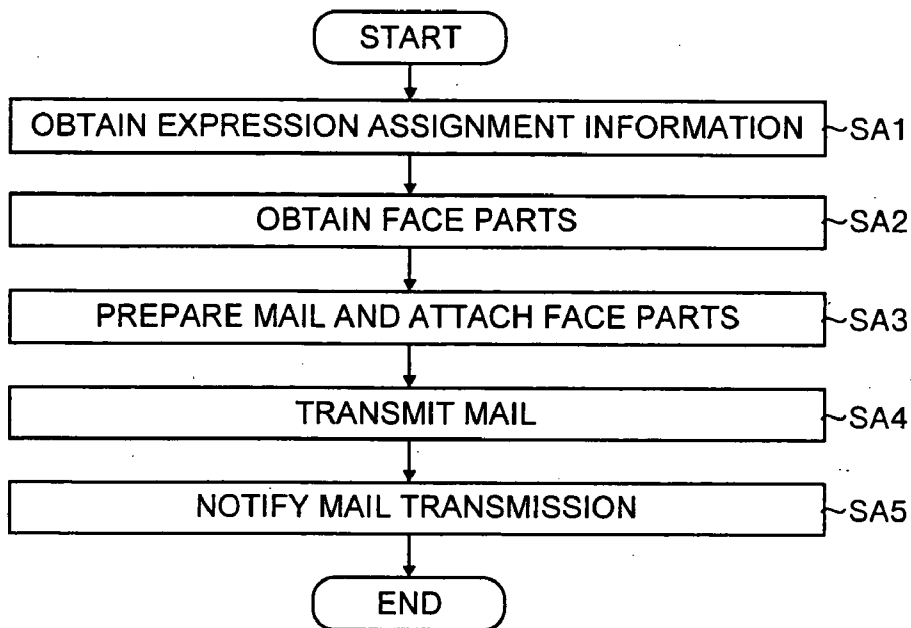 START
OBTAIN EXPRESSION ASSIGNMENT INFORMATION ~SA1
OBTAIN FACE PARTS ~SA2
PREPARE MAIL AND ATTACH FACE PARTS ~SA3
TRANSMIT MAIL ~SA4
NOTIFY MAIL TRANSMISSION ~SA5
END